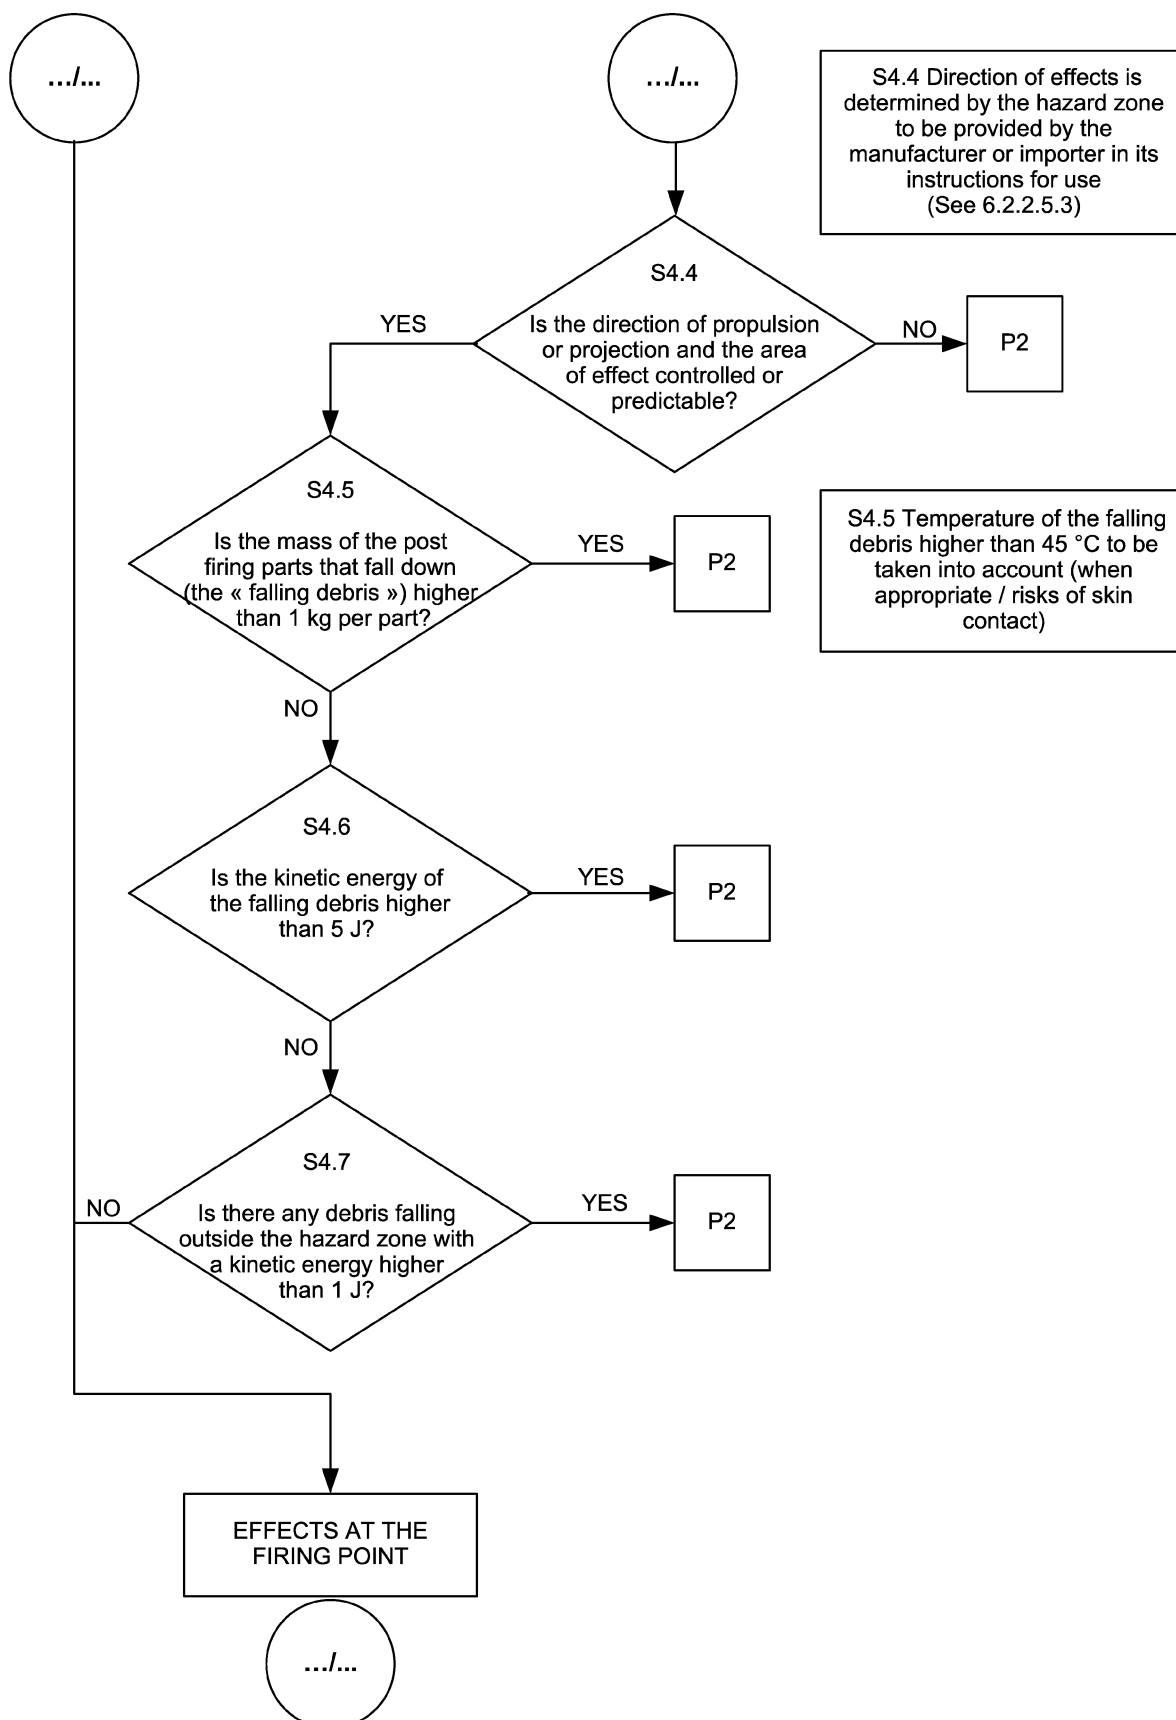 .../...
.../...
S4.4 Direction of effects is
determined by the hazard zone
to be provided by the
manufacturer or importer in its
instructions for use
(See 6.2.2.5.3)
S4.4
Is the direction of propulsion
or projection and the area
of effect controlled or
predictable?
YES
NO
P2
S4.5
Is the mass of the post
firing parts that fall down
(the « falling debris ») higher
than 1 kg per part?
YES
P2
S4.5 Temperature of the falling
debris higher than 45 °C to be
taken into account (when
appropriate / risks of skin
contact)
NO
S4.6
Is the kinetic energy of
the falling debris higher
than 5 J?
YES
P2
NO
S4.7
Is there any debris falling
outside the hazard zone with
a kinetic energy higher
than 1 J?
NO
YES
P2
EFFECTS AT THE
FIRING POINT
.../...